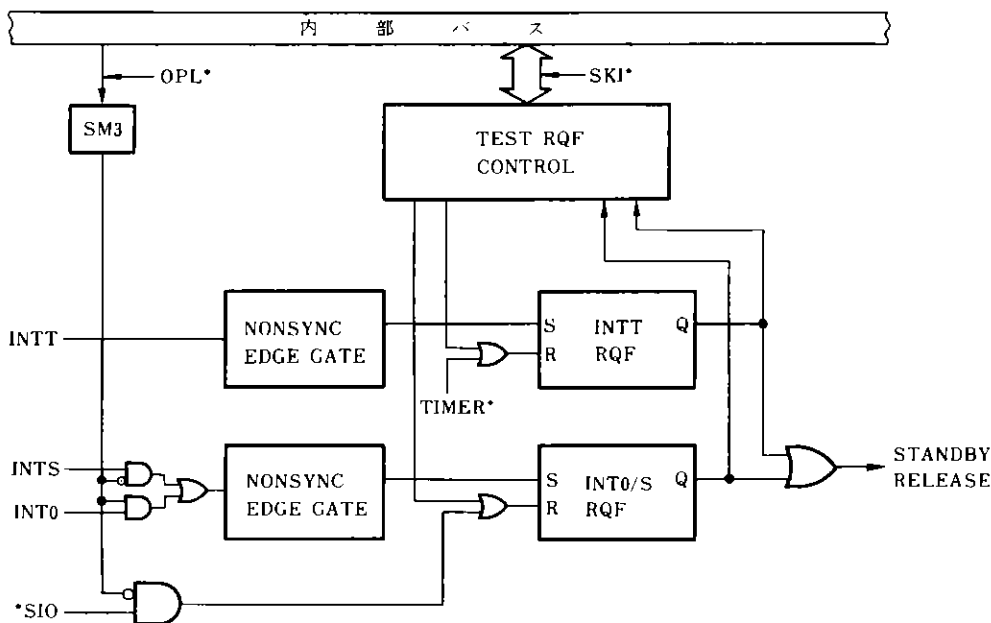 内部バス
OPL*
SKI*
SM3
TEST RQF
CONTROL
INTT
NONSYNC
EDGE GATE
S
R
INTT
RQF
Q
TIMER*
INTS
INT0
NONSYNC
EDGE GATE
S
R
INT0/S
RQF
Q
STANDBY
RELEASE
*SIO